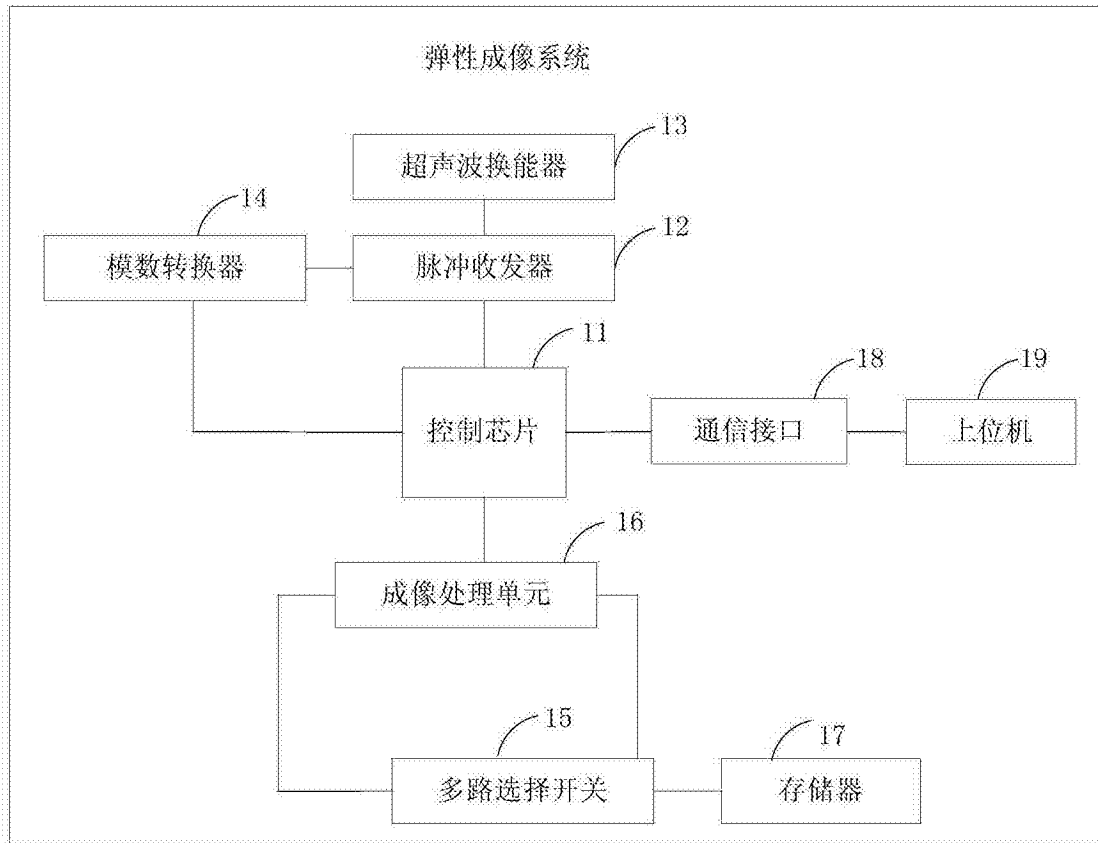 弹性成像系统
13
超声波换能器
14
12
模数转换器
脉冲收发器
11
18
19
控制芯片
通信接口
上位机
16
成像处理单元
15
17
多路选择开关
存储器